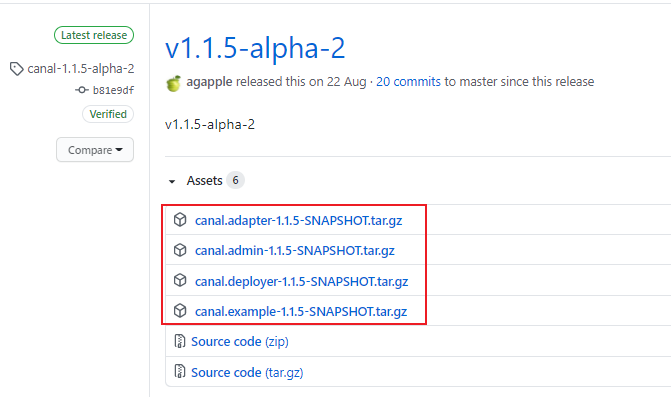 Latest release
canal-1.1.5-alpha-2
b81e9df
Verified
Compare
v1.1.5-alpha-2
agapple released this on 22 Aug · 20 commits to master since this release
v1.1.5-alpha-2
Assets 6
canal.adapter-1.1.5-SNAPSHOT.tar.gz
canal.admin-1.1.5-SNAPSHOT.tar.gz
canal.deployer-1.1.5-SNAPSHOT.tar.gz
canal.example-1.1.5-SNAPSHOT.tar.gz
Source code (zip)
Source code (tar.gz)